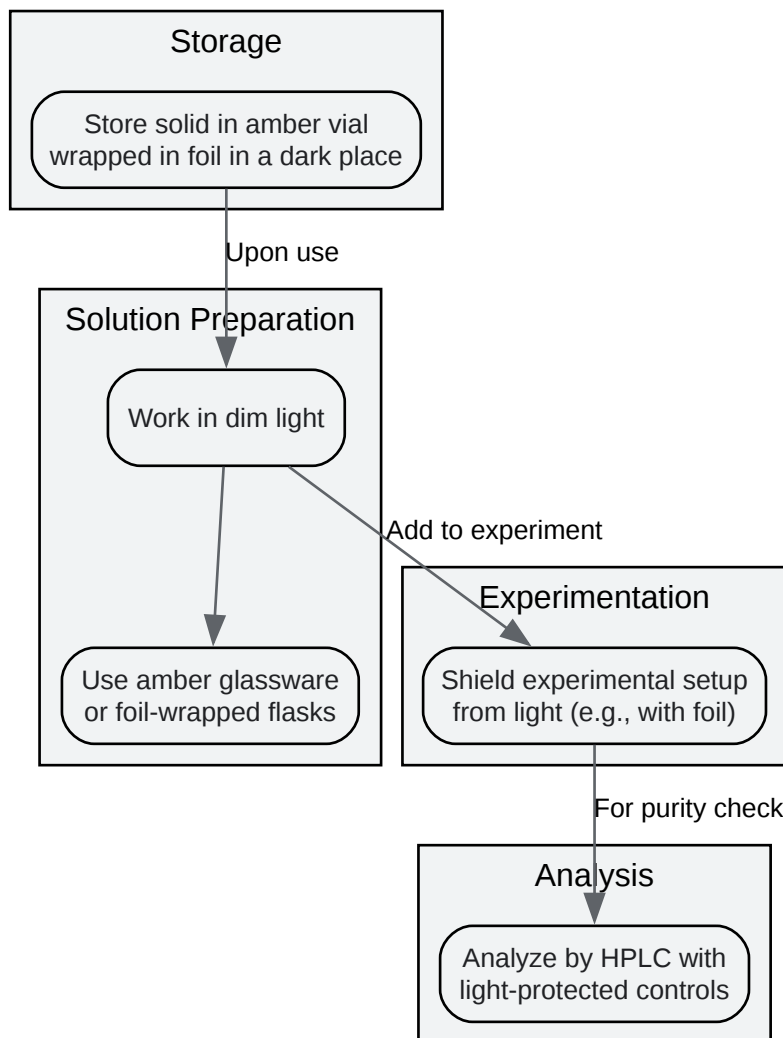 Storage
Store solid in amber vial
wrapped in foil in a dark place
Upon use
Solution Preparation
Work in dim light
Add to experiment
Experimentation
Use amber glassware
or foil-wrapped flasks
Shield experimental setup
from light (e.g., with foil)
For purity check
Analysis
Analyze by HPLC with
light-protected controls